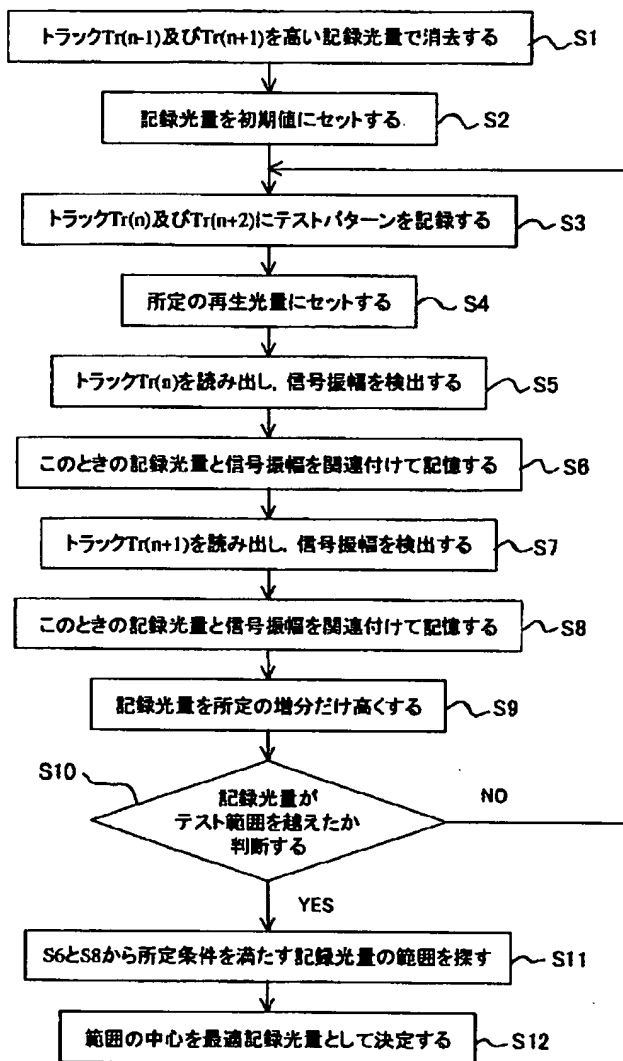 トラックTr(n-1)及びTr(n+1)を高い記録光量で消去する
S1
記録光量を初期値にセットする
S2
トラックTr(n)及びTr(n+2)にテストパターンを記録する
S3
所定の再生光量にセットする
S4
トラックTr(n)を読み出し，信号振幅を検出する
S5
このときの記録光量と信号振幅を関連付けて記憶する
S6
トラックTr(n+1)を読み出し，信号振幅を検出する
S7
このときの記録光量と信号振幅を関連付けて記憶する
S8
記録光量を所定の増分だけ高くする
S9
S10
記録光量が
テスト範囲を越えたか
判断する
NO
YES
S6とS8から所定条件を満たす記録光量の範囲を探す
S11
範囲の中心を最適記録光量として決定する
S12